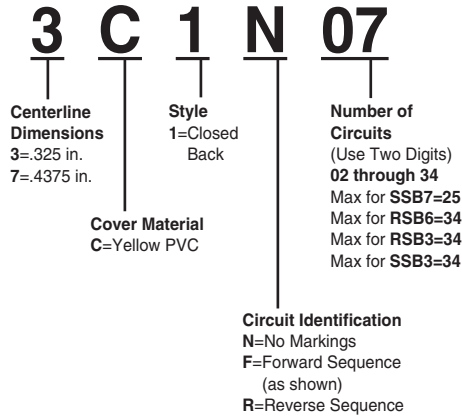 3 C 1 N 07
Centerline
Dimensions
3=.325 in.
7=.4375 in.
Cover Material
C=Yellow PVC
Style
1=Closed
Back
Circuit Identification
N=No Markings
F=Forward Sequence
(as shown)
R=Reverse Sequence
Number of
Circuits
(Use Two Digits)
02 through 34
Max for SSB7=25
Max for RSB6=34
Max for RSB3=34
Max for SSB3=34